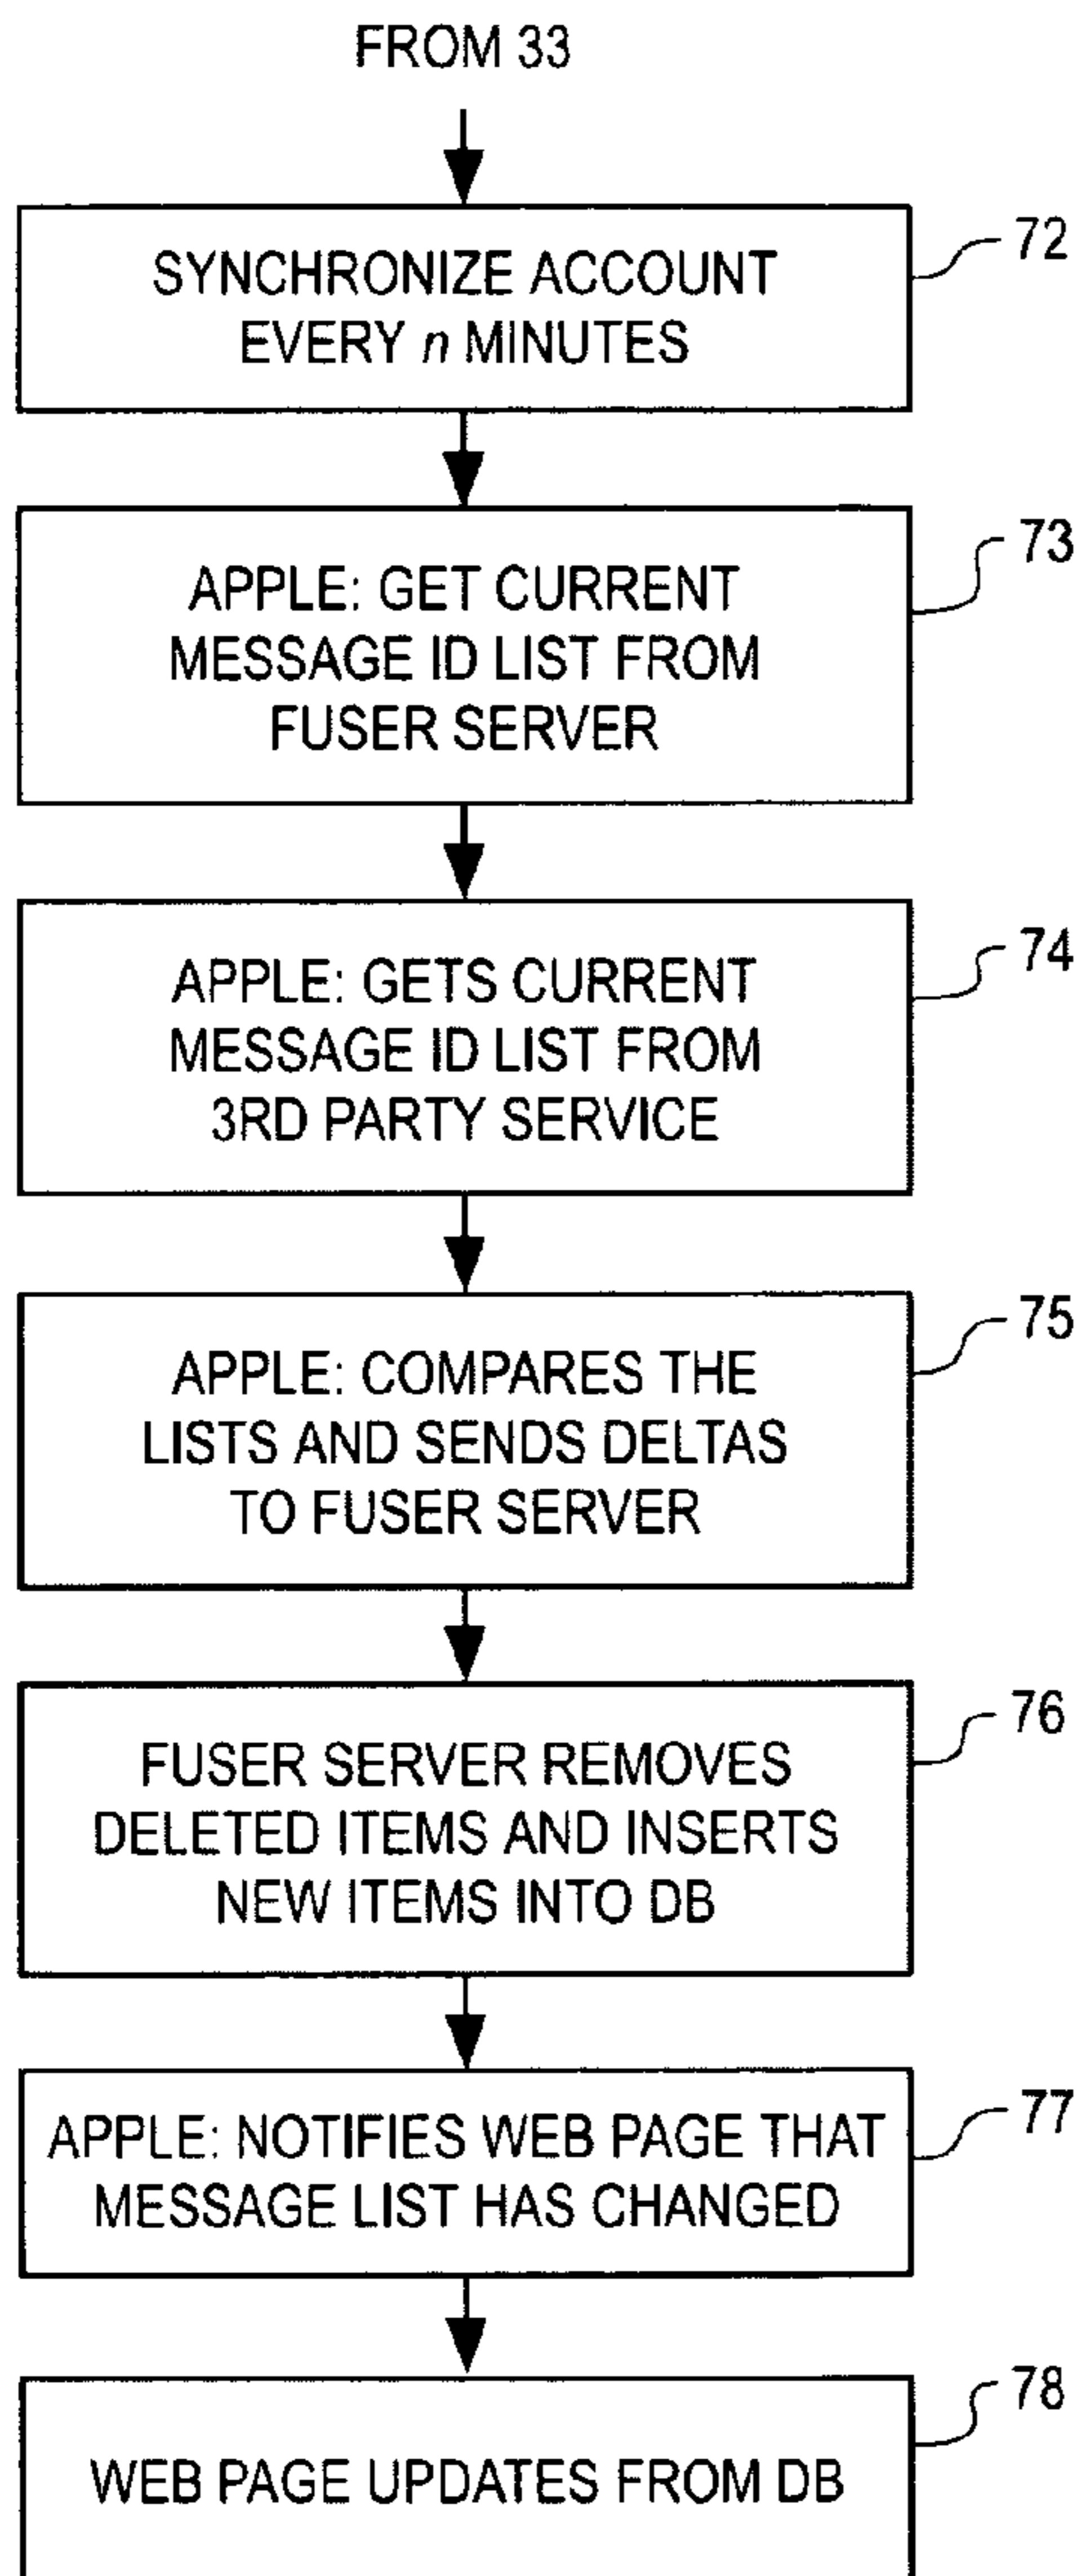 FROM 33
SYNCHRONIZE ACCOUNT
EVERY n MINUTES
72
APPLE: GET CURRENT
MESSAGE ID LIST FROM
FUSER SERVER
73
APPLE: GETS CURRENT
MESSAGE ID LIST FROM
3RD PARTY SERVICE
74
APPLE: COMPARES THE
LISTS AND SENDS DELTAS
TO FUSER SERVER
75
FUSER SERVER REMOVES
DELETED ITEMS AND INSERTS
NEW ITEMS INTO DB
76
APPLE: NOTIFIES WEB PAGE THAT
MESSAGE LIST HAS CHANGED
77
WEB PAGE UPDATES FROM DB
78